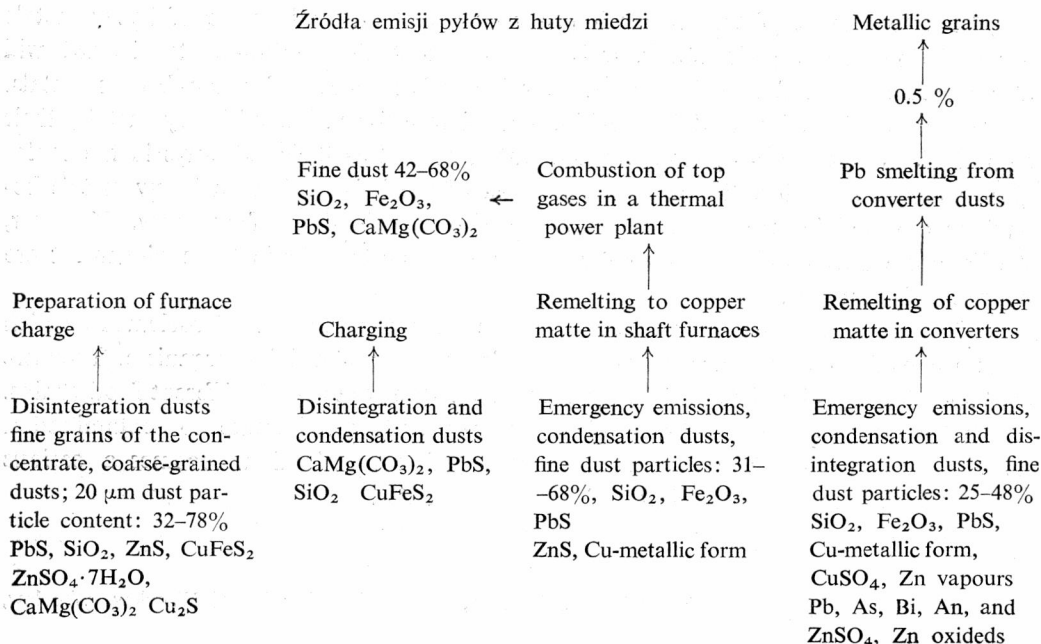 Źródła emisji pyłów z huty miedzi
Metallic grains
0.5 %
Fine dust 42–68%
SiO₂, Fe₂O₃,
PbS, CaMg(CO₃)₂
Combustion of top
gases in a thermal
power plant
Pb smelting from
converter dusts
Preparation of furnace
charge
Charging
Remelting to copper
matte in shaft furnaces
Remelting of copper
matte in converters
Disintegration dusts
fine grains of the con-
centrate, coarse-grained
dusts; 20 μm dust par-
ticle content: 32–78%
PbS, SiO₂, ZnS, CuFeS₂
ZnSO₄·7H₂O,
CaMg(CO₃)₂ Cu₂S
Disintegration and
condensation dusts
CaMg(CO₃)₂, PbS,
SiO₂ CuFeS₂
Emergency emissions,
condensation dusts,
fine dust particles: 31–
–68%, SiO₂, Fe₂O₃,
PbS
ZnS, Cu-metallic form
Emergency emissions,
condensation and dis-
integration dusts, fine
dust particles: 25–48%
SiO₂, Fe₂O₃, PbS,
Cu-metallic form,
CuSO₄, Zn vapours
Pb, As, Bi, An, and
ZnSO₄, Zn oxideds